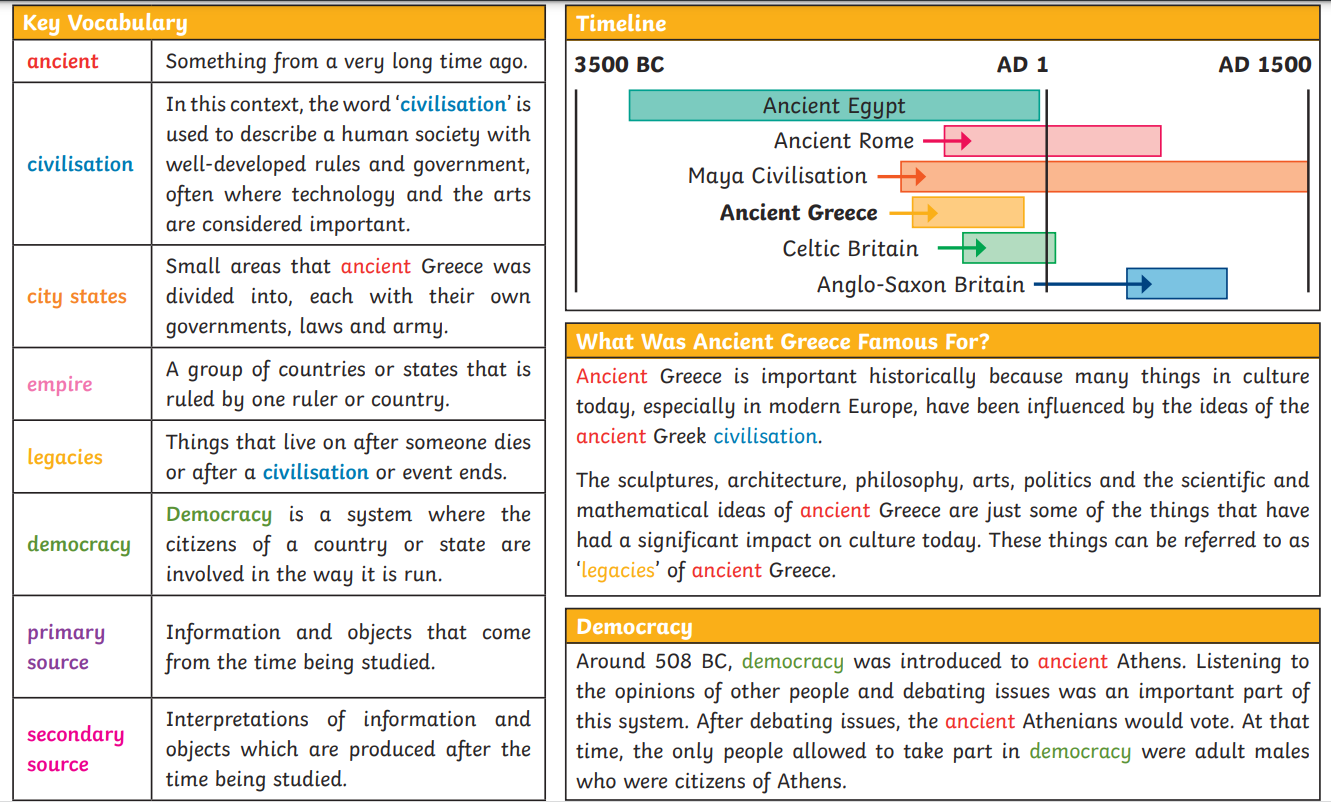 Key Vocabulary
ancient
Something from a very long time ago.
civilisation
In this context, the word ‘civilisation’ is
used to describe a human society with
well-developed rules and government,
often where technology and the arts
are considered important.
city states
Small areas that ancient Greece was
divided into, each with their own
governments, laws and army.
empire
A group of countries or states that is
ruled by one ruler or country.
legacies
Things that live on after someone dies
or after a civilisation or event ends.
democracy
Democracy is a system where the
citizens of a country or state are
involved in the way it is run.
primary
source
Information and objects that come
from the time being studied.
secondary
source
Interpretations of information and
objects which are produced after the
time being studied.
Timeline
3500 BC AD 1 AD 1500
Ancient Egypt
Ancient Rome
Maya Civilisation
Ancient Greece
Celtic Britain
Anglo-Saxon Britain
What Was Ancient Greece Famous For?
Ancient Greece is important historically because many things in culture
today, especially in modern Europe, have been influenced by the ideas of the
ancient Greek civilisation.
The sculptures, architecture, philosophy, arts, politics and the scientific and
mathematical ideas of ancient Greece are just some of the things that have
had a significant impact on culture today. These things can be referred to as
‘legacies’ of ancient Greece.
Democracy
Around 508 BC, democracy was introduced to ancient Athens. Listening to
the opinions of other people and debating issues was an important part of
this system. After debating issues, the ancient Athenians would vote. At that
time, the only people allowed to take part in democracy were adult males
who were citizens of Athens.